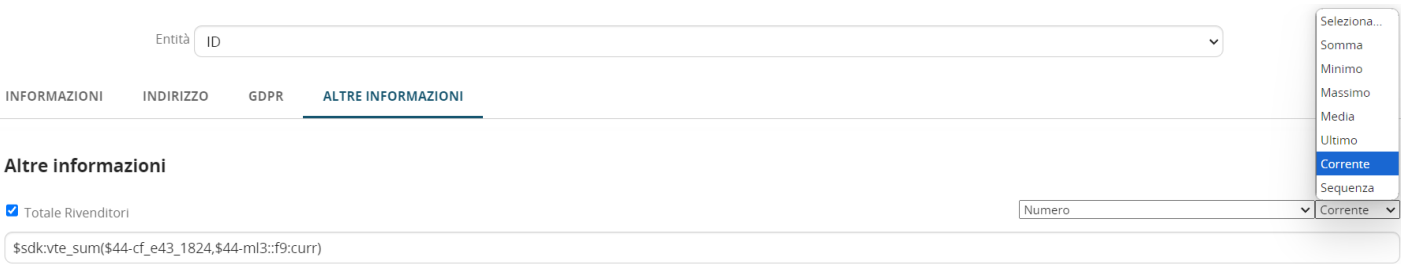 Entità
ID
INFORMAZIONI INDIRIZZO GDPR ALTRE INFORMAZIONI
Altre informazioni
Totale Rivenditori
Numero
Corrente
$sdk:vte_sum($44-cf_e43_1824,$44-ml3::f9:curr)
Seleziona...
Somma
Minimo
Massimo
Media
Ultimo
Corrente
Sequenza